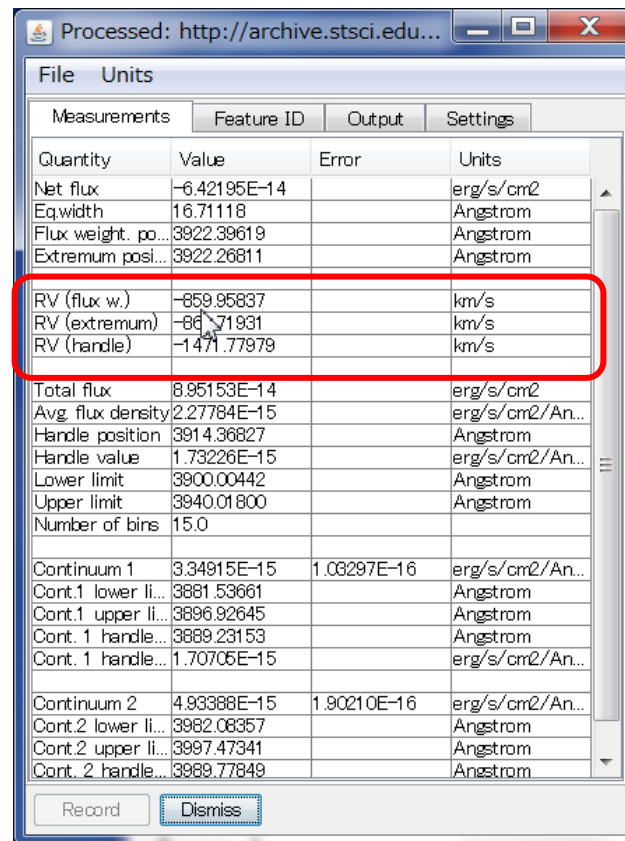 Processed: http://archive.stsci.edu...
File Units
Measurements Feature ID Output Settings
Quantity Value Error Units
Net flux -6.42195E-14 erg/s/cm2
Eq.width 16.71118 Angstrom
Flux weight. po... 3922.39619 Angstrom
Extremum posi... 3922.26811 Angstrom
RV (flux w.) -859.95837 km/s
RV (extremum) km/s
RV (handle) -1471.77979 km/s
Total flux 8.95153E-14 erg/s/cm2
Avg. flux density 2.27784E-15 erg/s/cm2/An...
Handle position 3914.36827 Angstrom
Handle value 1.73226E-15 erg/s/cm2/An...
Lower limit 3900.00442 Angstrom
Upper limit 3940.01800 Angstrom
Number of bins 15.0
Continuum 1 3.34915E-15 1.03297E-16 erg/s/cm2/An...
Cont.1 lower li... 3881.53661 Angstrom
Cont.1 upper li... 3896.92645 Angstrom
Cont. 1 handle... 3889.23153 Angstrom
Cont. 1 handle... 1.70705E-15 erg/s/cm2/An...
Continuum 2 4.93388E-15 1.90210E-16 erg/s/cm2/An...
Cont.2 lower li... 3982.08357 Angstrom
Cont.2 upper li... 3997.47341 Angstrom
Cont. 2 handle... 3989.77849 Angstrom
Record Dismiss